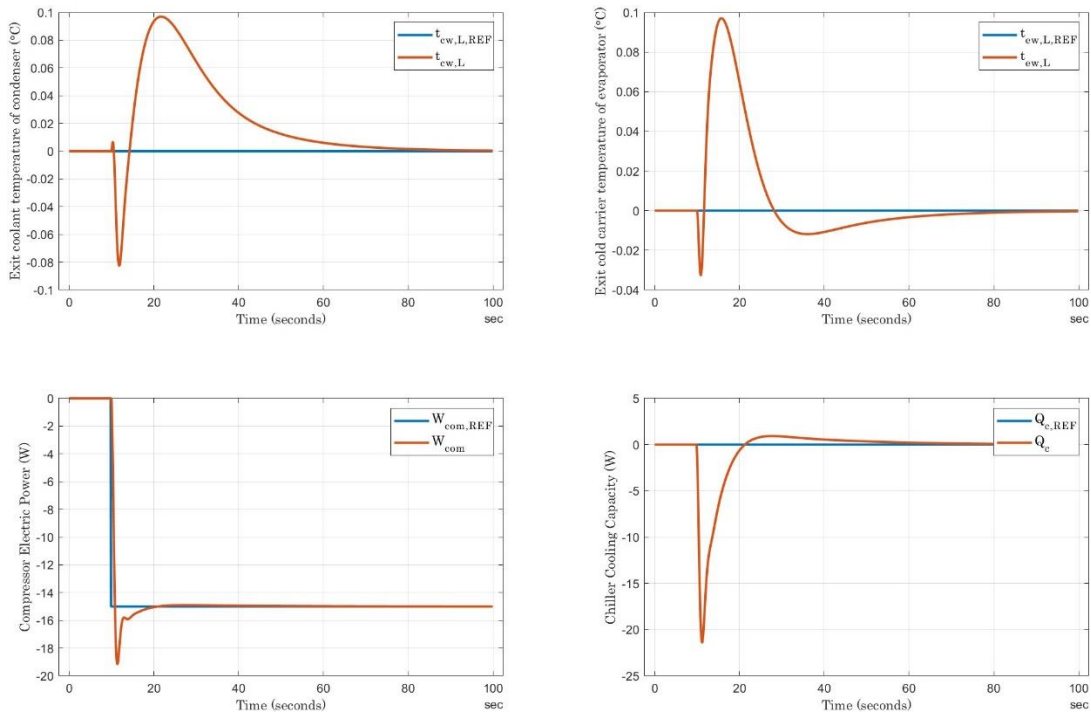 Exit coolant temperature of condenser (°C)
0.1
0.08
0.06
0.04
0.02
0
-0.02
-0.04
-0.06
-0.08
-0.1
t_cw,L,REF
t_cw,L
0 20 40 60 80 100
Time (seconds) sec
Exit cold carrier temperature of evaporator (°C)
0.1
0.08
0.06
0.04
0.02
0
-0.02
-0.04
t_ew,L,REF
t_ew,L
0 20 40 60 80 100
Time (seconds) sec
Compressor Electric Power (W)
0
-2
-4
-6
-8
-10
-12
-14
-16
-18
-20
W_com,REF
W_com
0 20 40 60 80 100
Time (seconds) sec
Chiller Cooling Capacity (W)
5
0
-5
-10
-15
-20
-25
Q_c,REF
Q_c
0 20 40 60 80 100
Time (seconds) sec